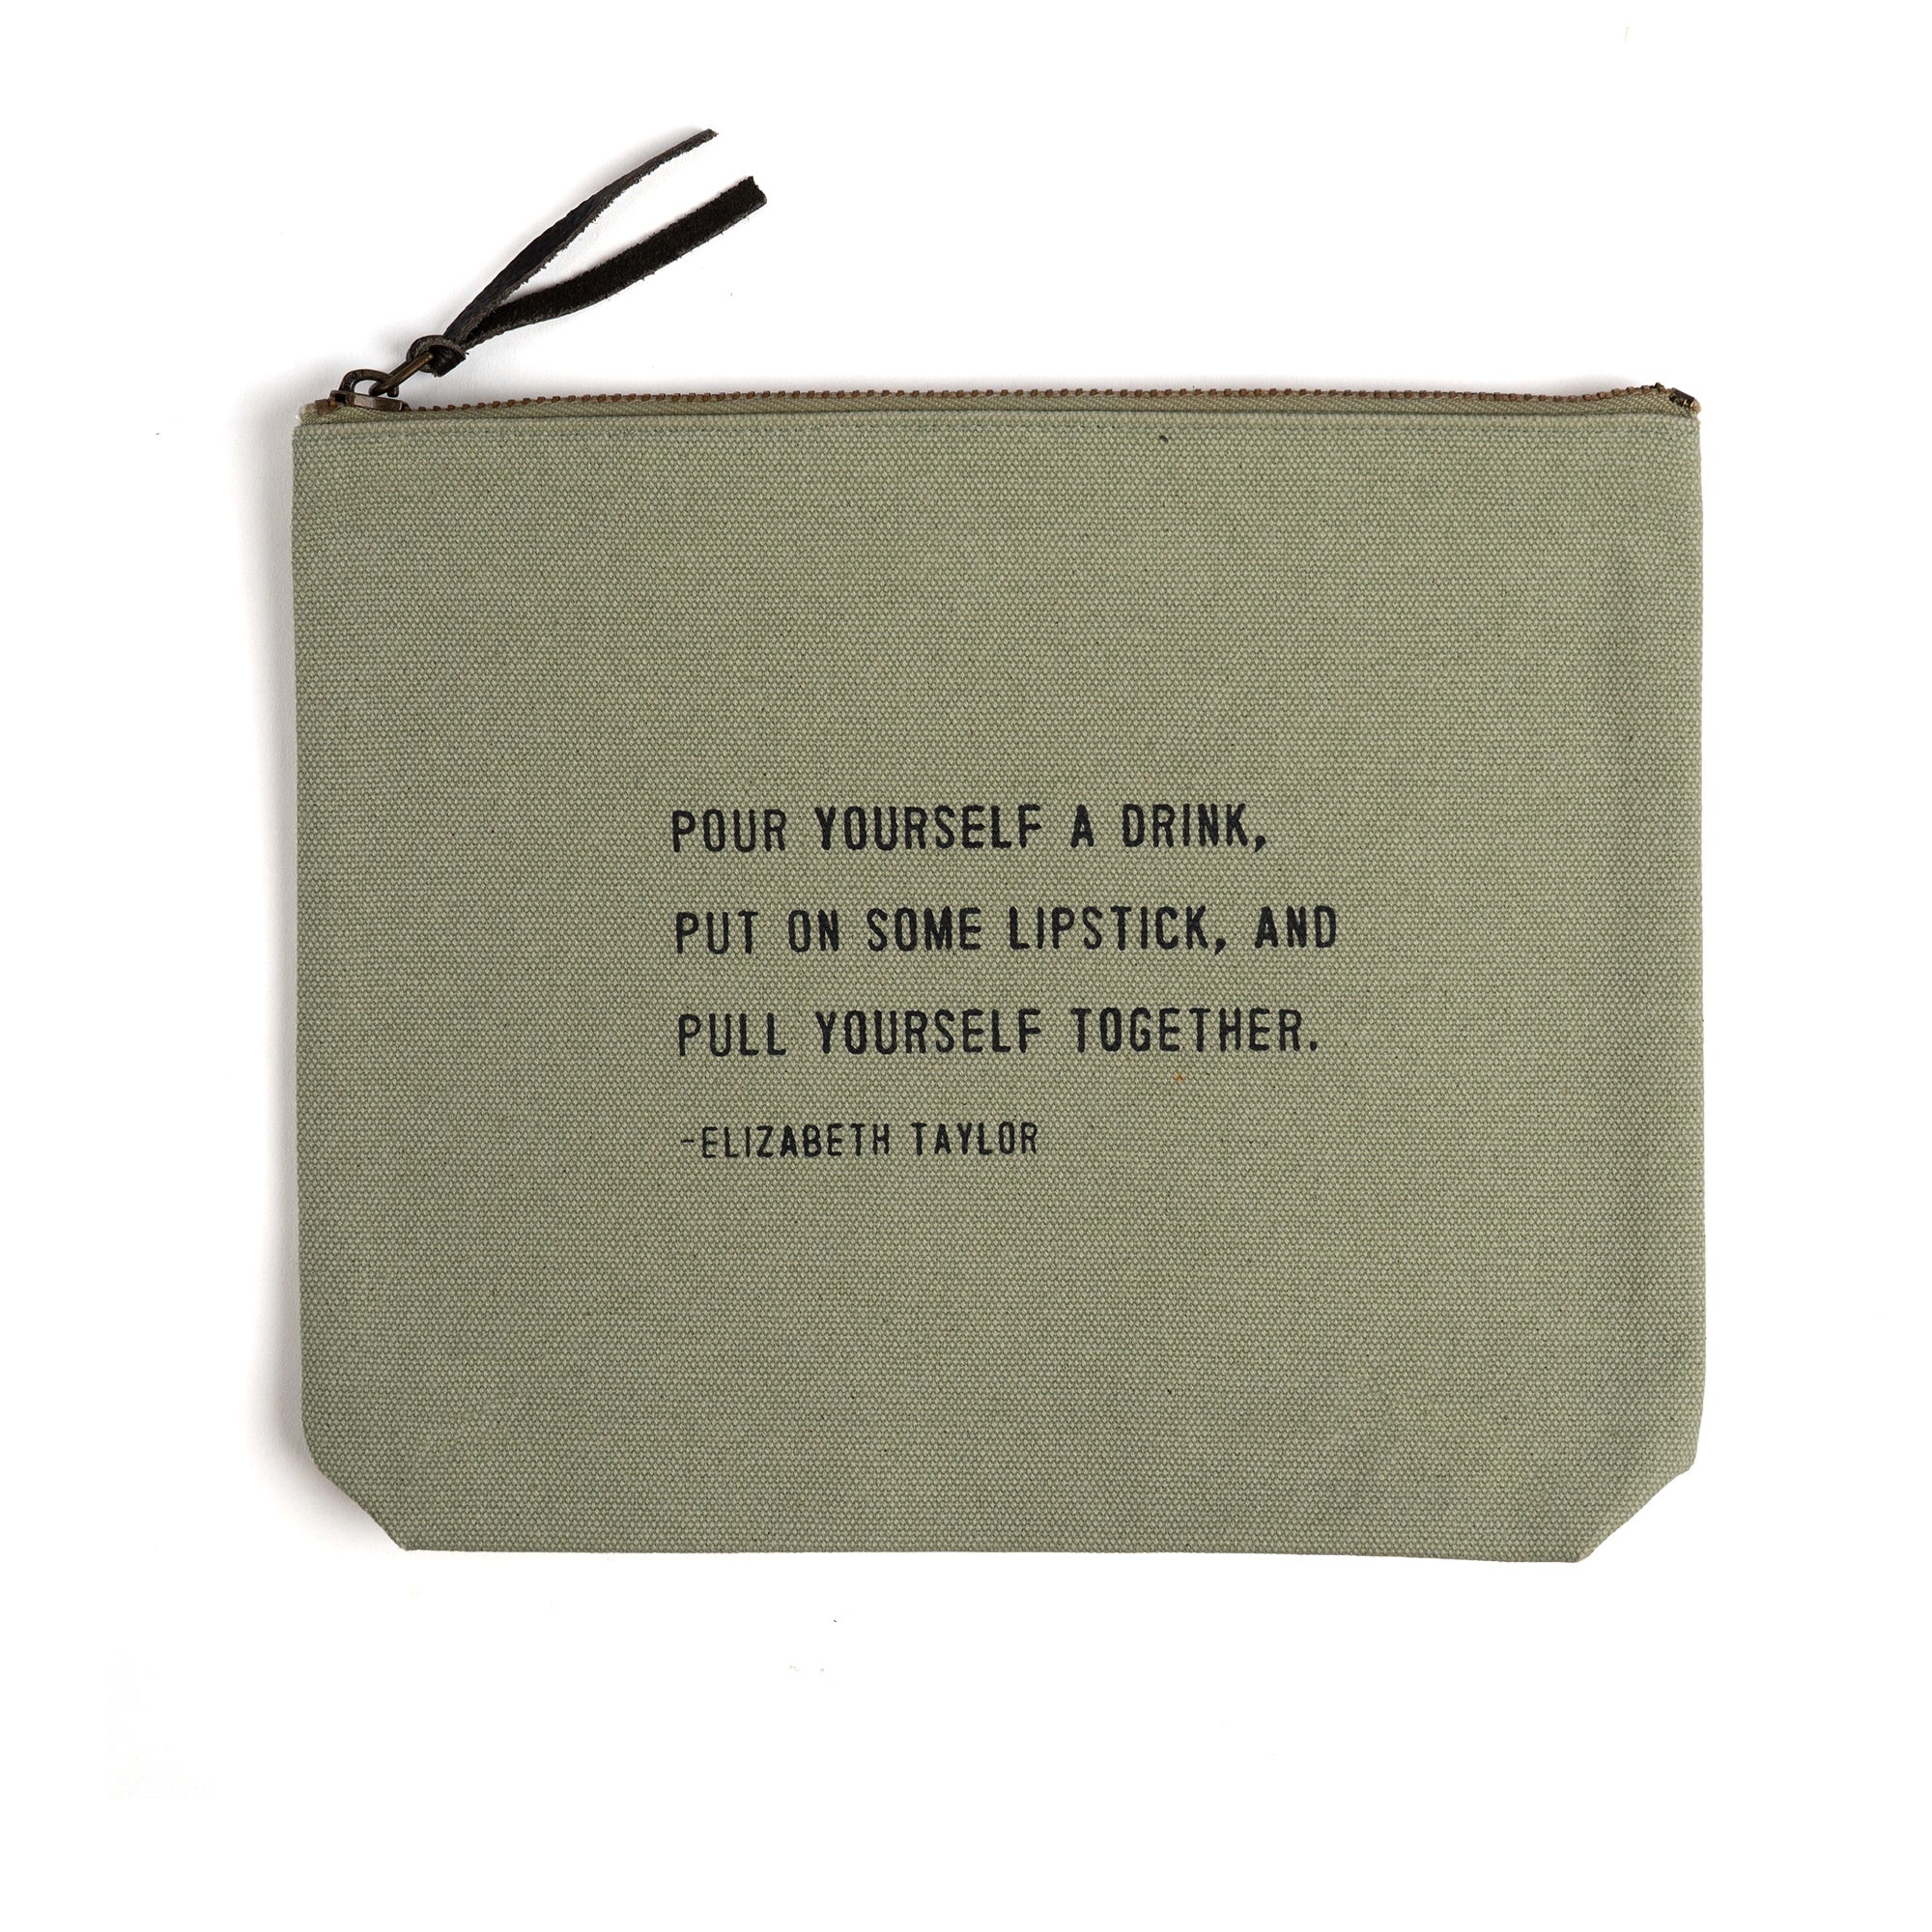 POUR YOURSELF A DRINK,
PUT ON SOME LIPSTICK, AND
PULL YOURSELF TOGETHER.
-ELIZABETH TAYLOR